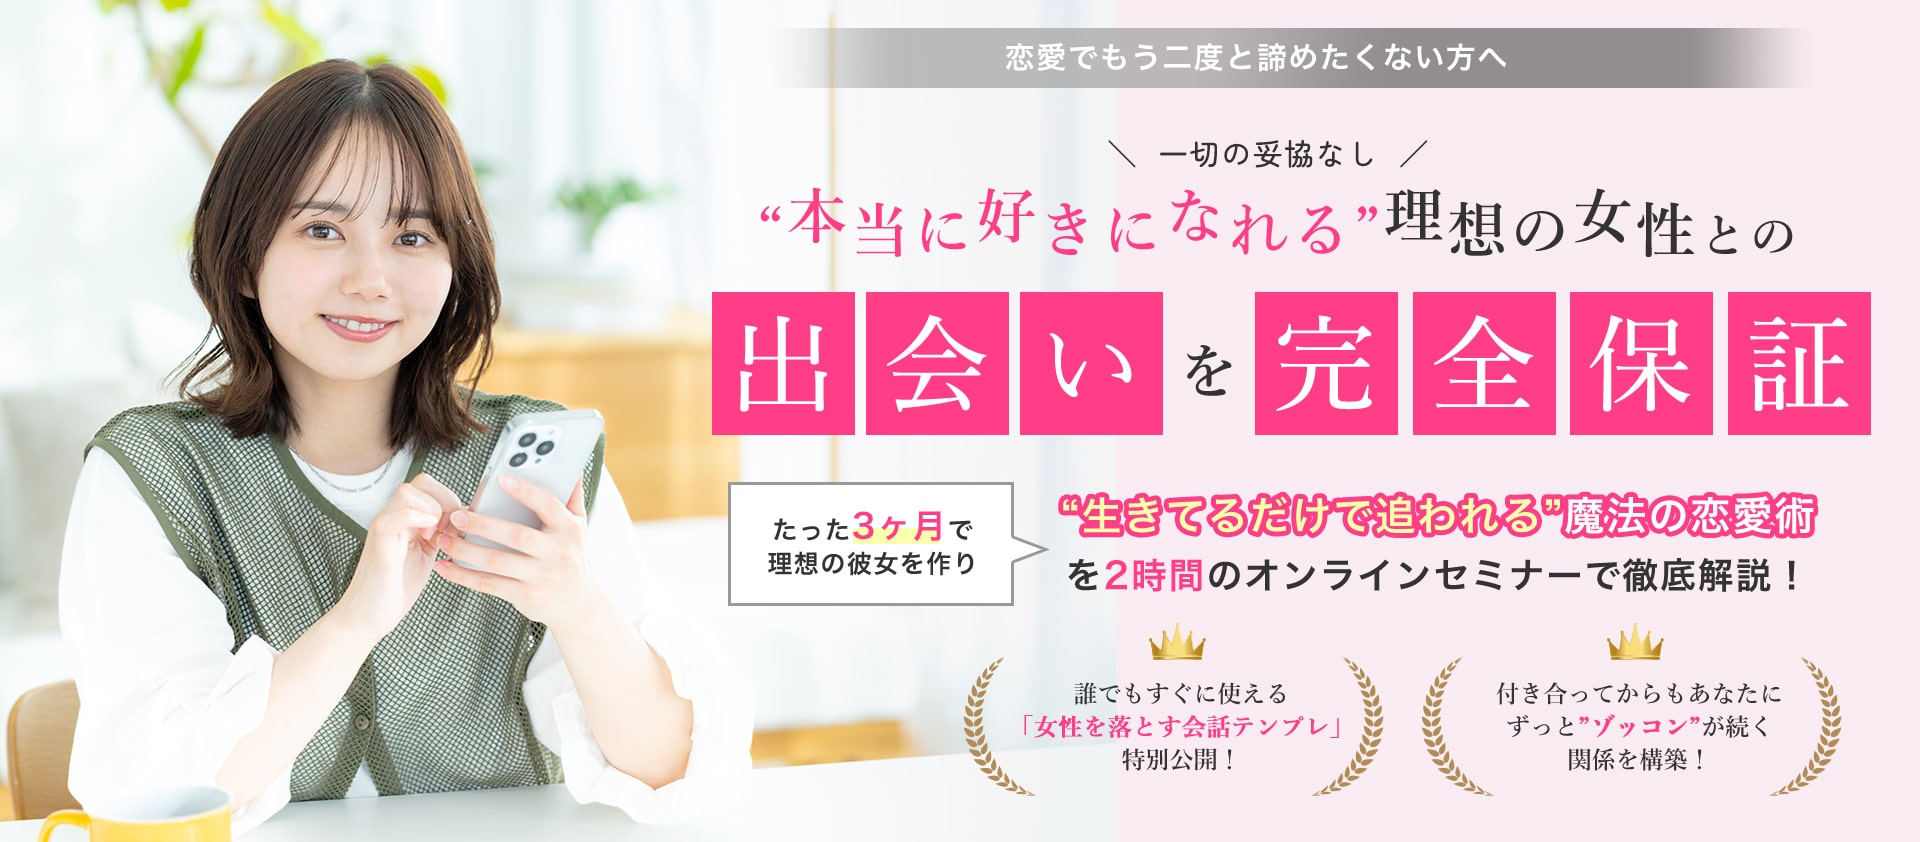 恋愛でもう二度と諦めたくない方へ
＼ 一切の妥協なし ／
“本当に好きになれる”理想の女性との
出会いを完全保証
たった3ヶ月で
理想の彼女を作り
“生きてるだけで追われる”魔法の恋愛術
を2時間のオンラインセミナーで徹底解説！
誰でもすぐに使える
「女性を落とす会話テンプレ」
特別公開！
付き合ってからもあなたに
ずっと”ゾッコン”が続く
関係を構築！